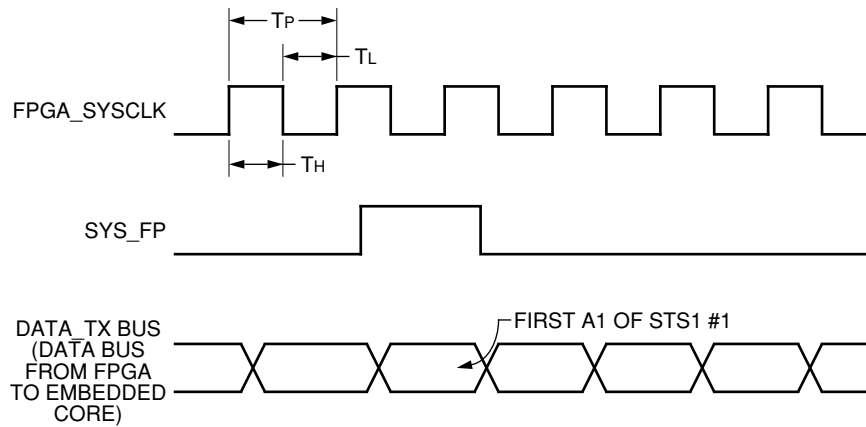 TP
TL
FPGA_SYSCLK
TH
SYS_FP
FIRST A1 OF STS1 #1
DATA_TX BUS
(DATA BUS
FROM FPGA
TO EMBEDDED
CORE)